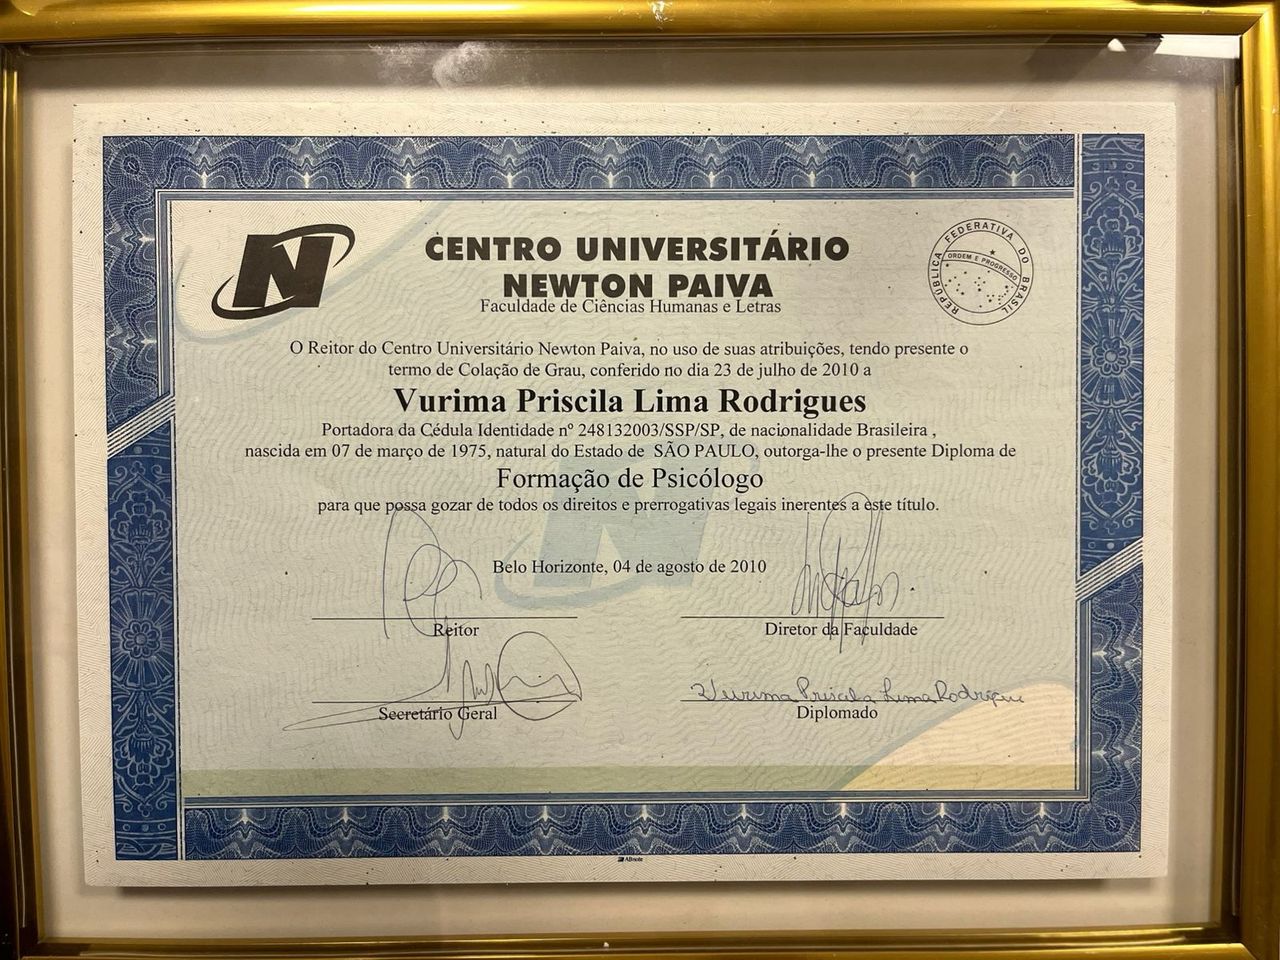 N
CENTRO UNIVERSITÁRIO
NEWTON PAIVA
Faculdade de Ciências Humanas e Letras
REPÚBLICA FEDERATIVA DO BRASIL
ORDEM E PROGRESSO
O Reitor do Centro Universitário Newton Paiva, no uso de suas atribuições, tendo presente o
termo de Colação de Grau, conferido no dia 23 de julho de 2010 a
Vurima Priscila Lima Rodrigues
Portadora da Cédula Identidade nº 248132003/SSP/SP, de nacionalidade Brasileira ,
nascida em 07 de março de 1975, natural do Estado de SÃO PAULO, outorga-lhe o presente Diploma de
Formação de Psicólogo
para que possa gozar de todos os direitos e prerrogativas legais inerentes a este título.
Belo Horizonte, 04 de agosto de 2010
Reitor
Diretor da Faculdade
Vurima Priscila Lima Rodrigues
Secretário Geral
Diplomado
ABnote